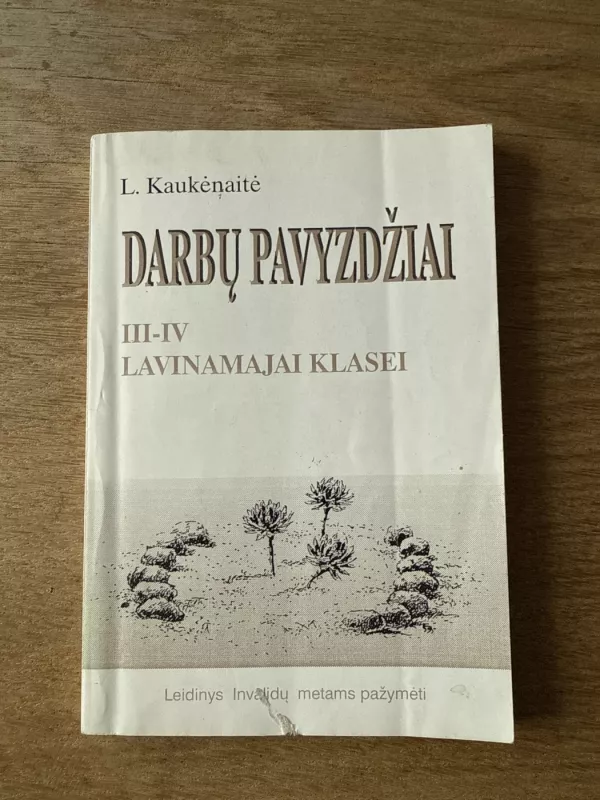 L. Kaukėnaitė
DARBŲ PAVYZDŽIAI
III-IV
LAVINAMAJAI KLASEI
Leidinys Invalidų metams pažymėti